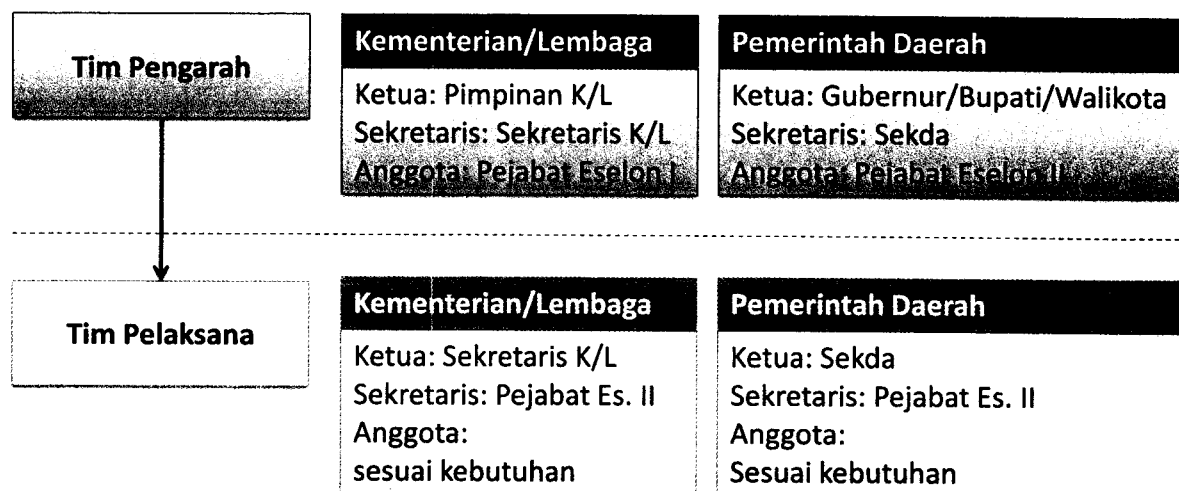 Tim Pengarah
Kementerian/Lembaga
Ketua: Pimpinan K/L
Sekretaris: Sekretaris K/L
Anggota: Pejabat Eselon I
Pemerintah Daerah
Ketua: Gubernur/Bupati/Walikota
Sekretaris: Sekda
Anggota: Pejabat Eselon II
Tim Pelaksana
Kementerian/Lembaga
Ketua: Sekretaris K/L
Sekretaris: Pejabat Es. II
Anggota:
sesuai kebutuhan
Pemerintah Daerah
Ketua: Sekda
Sekretaris: Pejabat Es. II
Anggota:
Sesuai kebutuhan